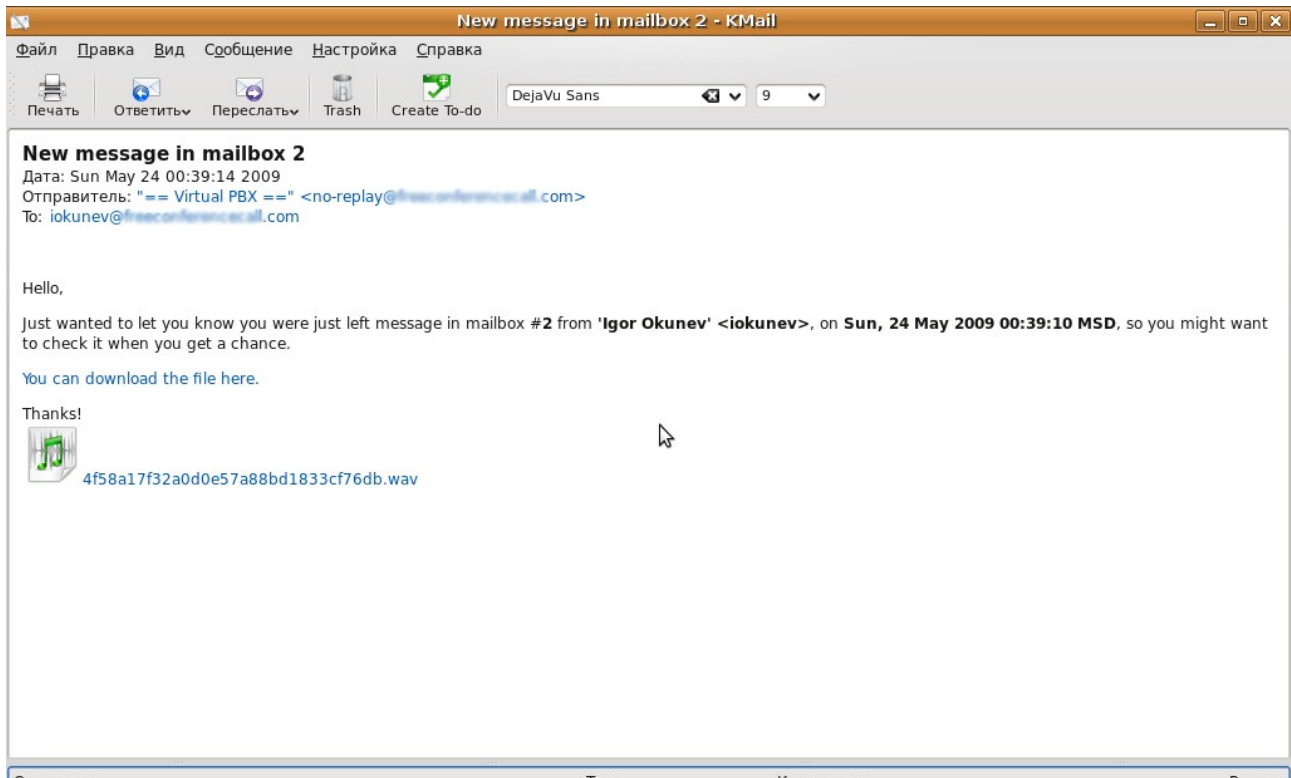 New message in mailbox 2 - KMail
Файл Правка Вид Сообщение Настройка Справка
Печать Ответить Переслать Trash Create To-do DejaVu Sans 9
New message in mailbox 2
Дата: Sun May 24 00:39:14 2009
Отправитель: "== Virtual PBX ==" <no-replay@ .com>
To: iokunev@ .com
Hello,
Just wanted to let you know you were just left message in mailbox #2 from 'Igor Okunev' <iokunev>, on Sun, 24 May 2009 00:39:10 MSD, so you might want
to check it when you get a chance.
You can download the file here.
Thanks!
4f58a17f32a0d0e57a88bd1833cf76db.wav